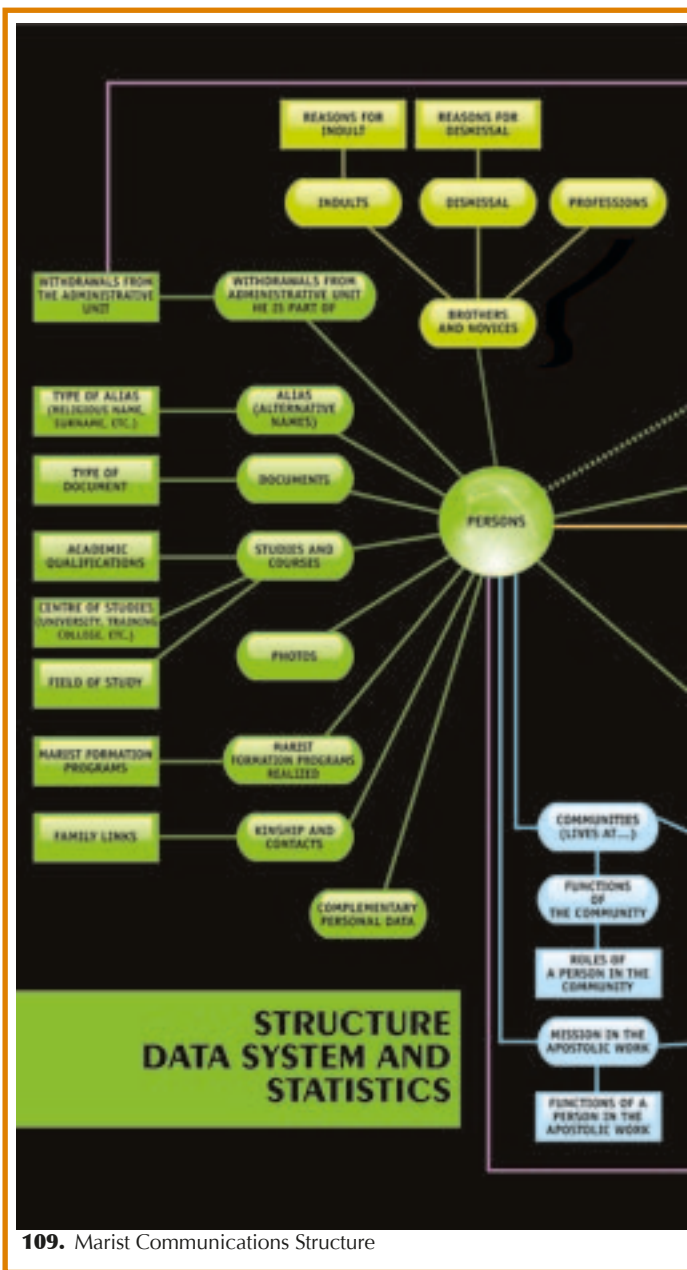 REASONS FOR
INDULT
REASONS FOR
DISMISSAL
INDULTS
DISMISSAL
PROFESSIONS
WITHDRAWALS FROM
THE ADMINISTRATIVE
UNIT
WITHDRAWALS FROM
ADMINISTRATIVE UNIT
HE IS PART OF
BROTHERS
AND NOVICES
TYPE OF ALIAS
(RELIGIOUS NAME,
SURNAME, ETC.)
ALIAS
(ALTERNATIVE
NAMES)
TYPE OF
DOCUMENT
DOCUMENTS
PERSONS
ACADEMIC
QUALIFICATIONS
STUDIES AND
COURSES
CENTRE OF STUDIES
(UNIVERSITY, TRAINING
COLLEGE, ETC.)
FIELD OF STUDY
PHOTOS
MARIST FORMATION
PROGRAMS
MARIST
FORMATION PROGRAMS
REALIZED
FAMILY LINKS
KINSHIP AND
CONTACTS
COMPLEMENTARY
PERSONAL DATA
COMMUNITIES
(LIVES AT...)
FUNCTIONS
OF
THE COMMUNITY
ROLES OF
A PERSON IN THE
COMMUNITY
MISSION IN THE
APOSTOLIC WORK
FUNCTIONS OF A
PERSON IN THE
APOSTOLIC WORK
STRUCTURE
DATA SYSTEM AND
STATISTICS
109. Marist Communications Structure